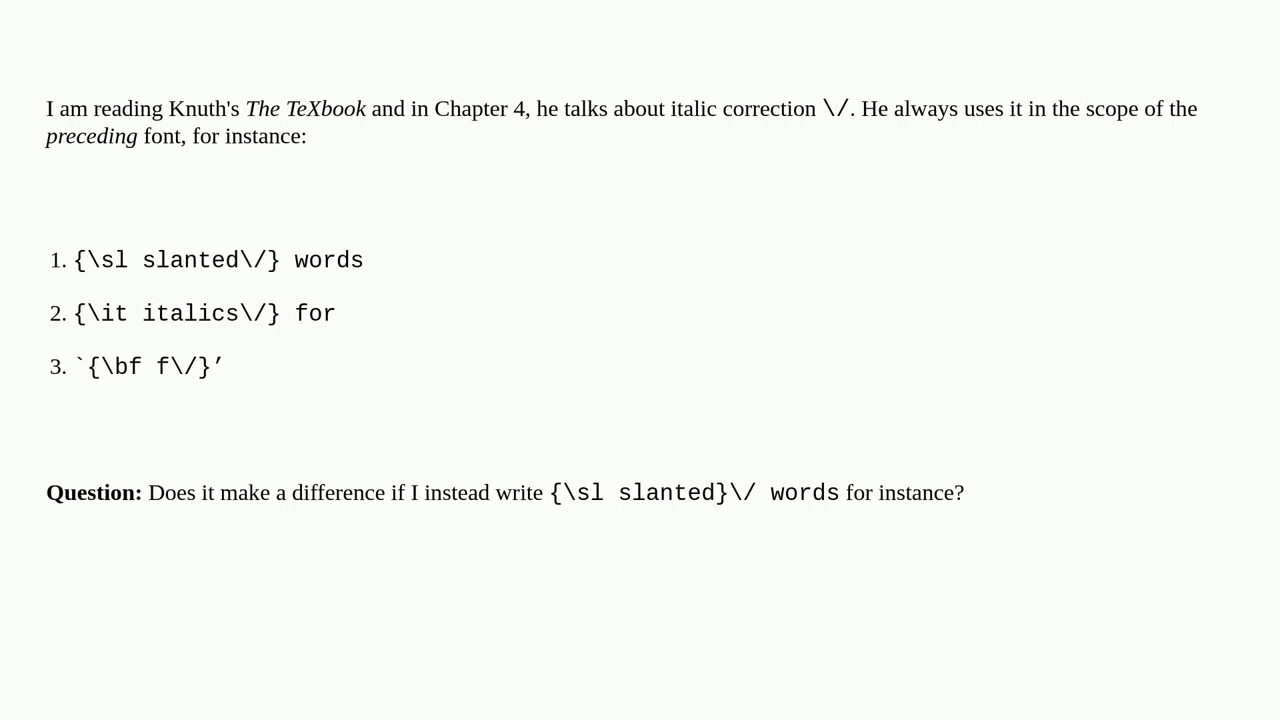 I am reading Knuth's The TeXbook and in Chapter 4, he talks about italic correction \/. He always uses it in the scope of the
preceding font, for instance:
1. {\sl slanted\/} words
2. {\it italics\/} for
3. `{\bf f\/}’
Question: Does it make a difference if I instead write {\sl slanted}\/ words for instance?